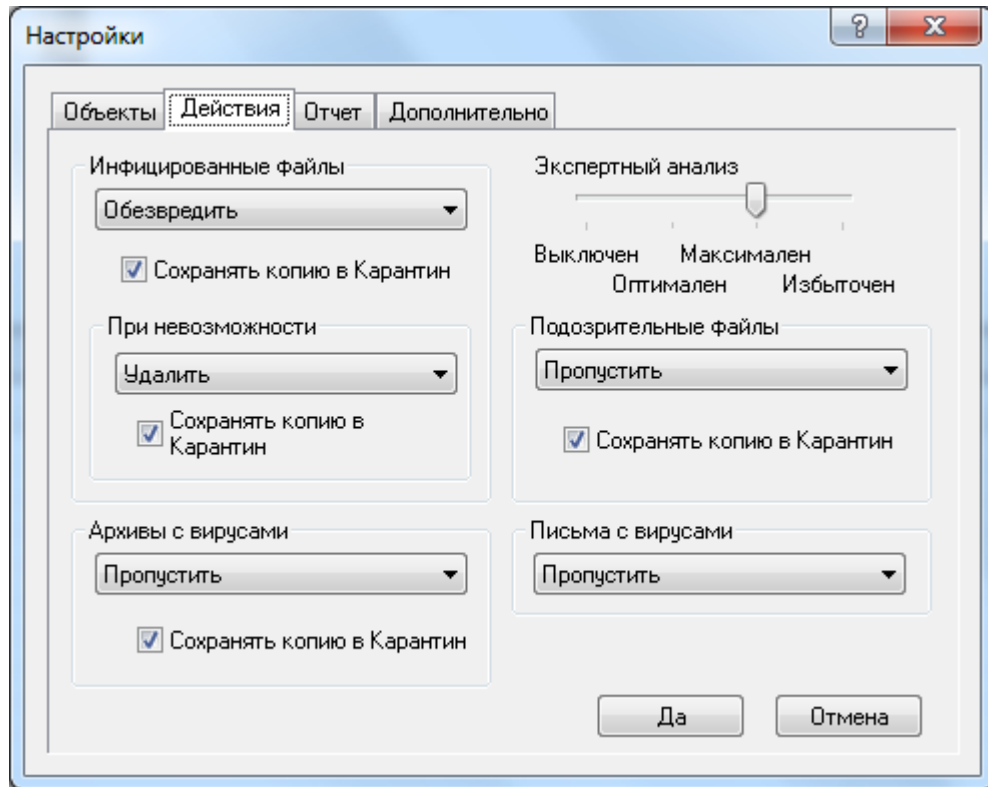 Настройки
Объекты Действия Отчет Дополнительно
Инфицированные файлы
Обезвредить
Сохранять копию в Карантин
При невозможности
Удалить
Сохранять копию в
Карантин
Экспертный анализ
Выключен Максимален
Оптимален Избыточен
Подозрительные файлы
Пропустить
Сохранять копию в Карантин
Архивы с вирусами
Пропустить
Сохранять копию в Карантин
Письма с вирусами
Пропустить
Да Отмена